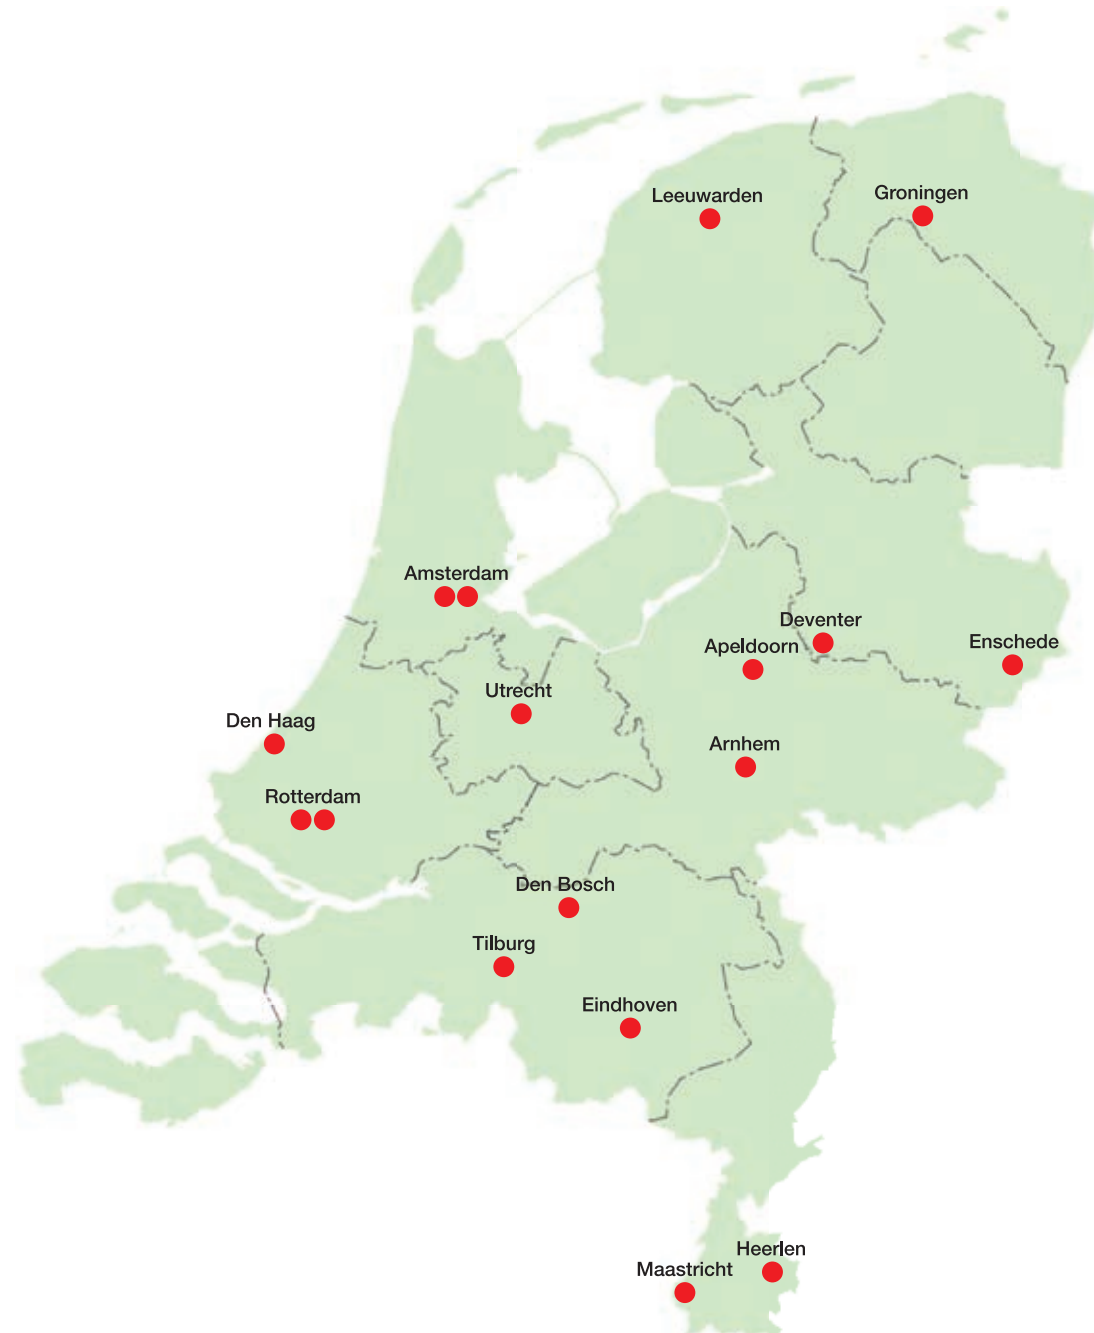 Leeuwarden
Groningen
Amsterdam
Deventer
Apeldoorn
Enschede
Utrecht
Den Haag
Arnhem
Rotterdam
Den Bosch
Tilburg
Eindhoven
Heerlen
Maastricht